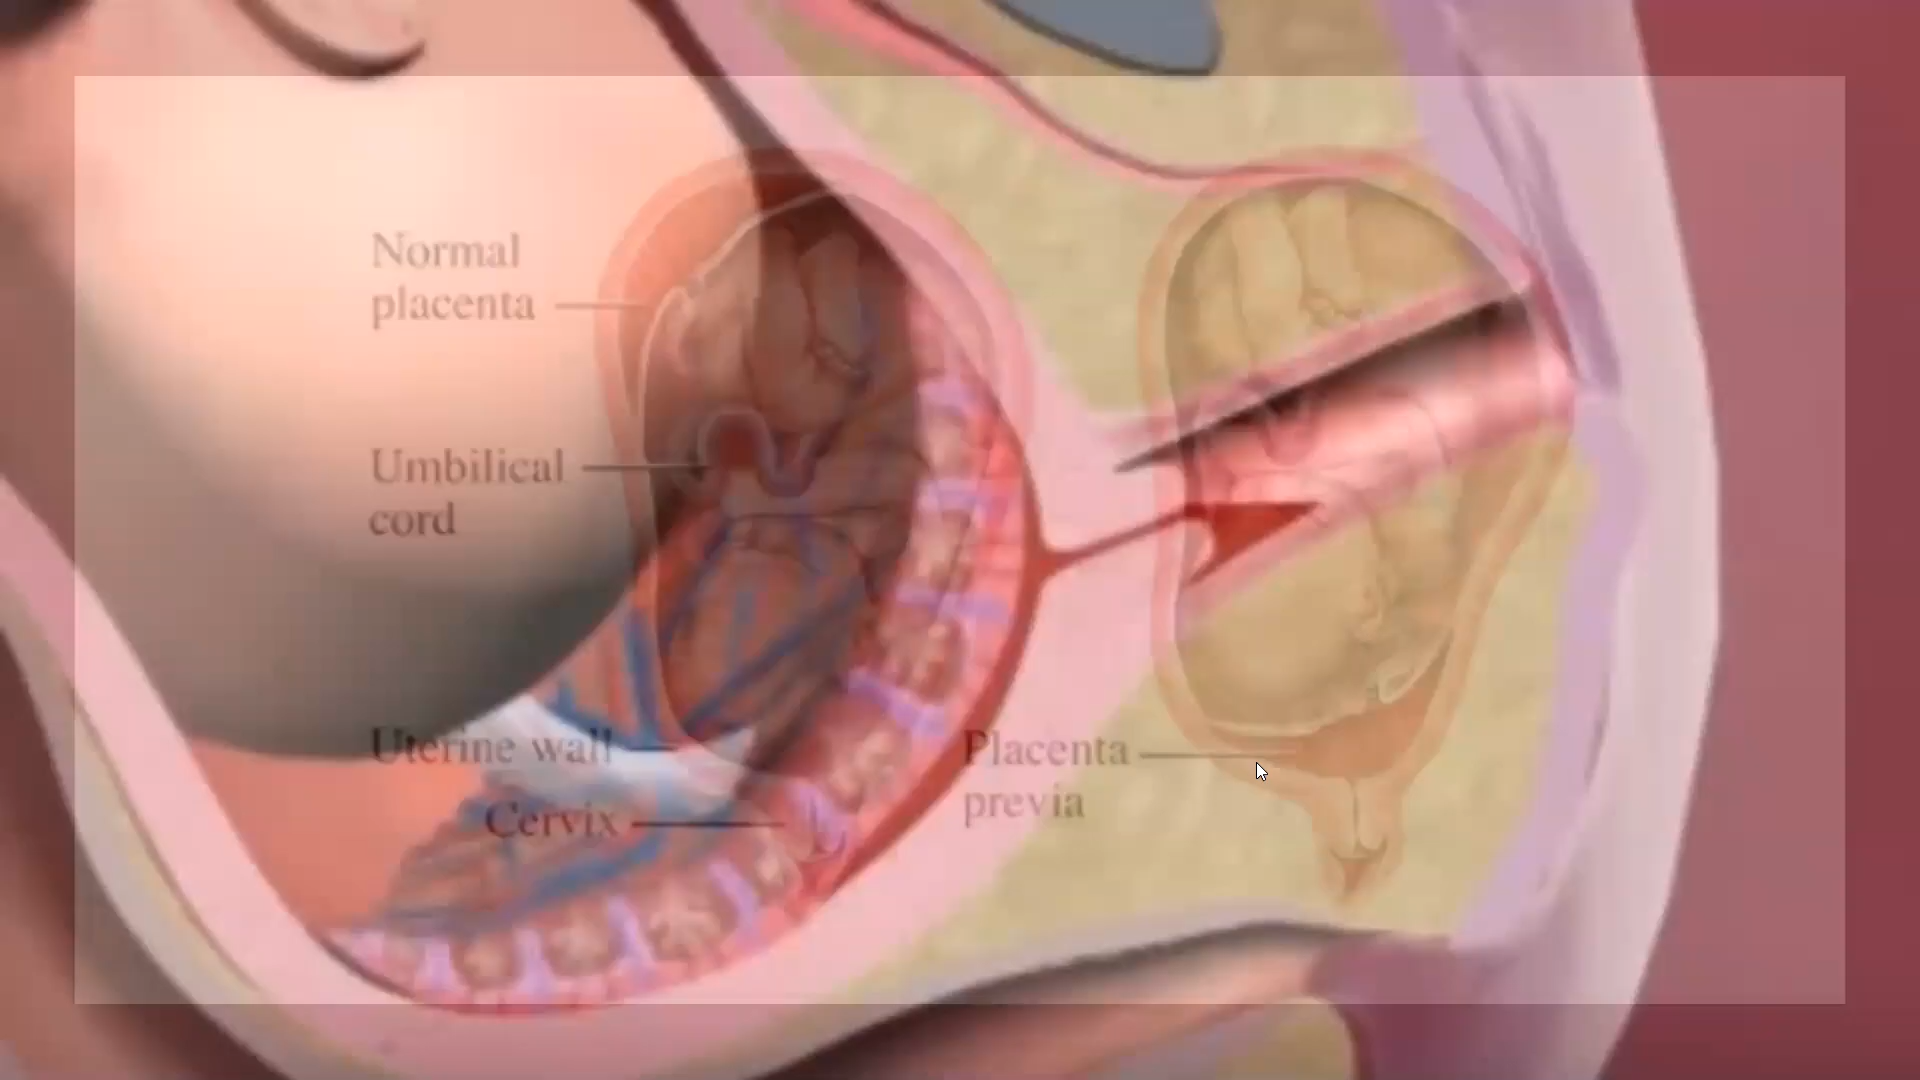 Normal
placenta
Umbilical
cord
Uterine wall
Cervix
Placenta
previa